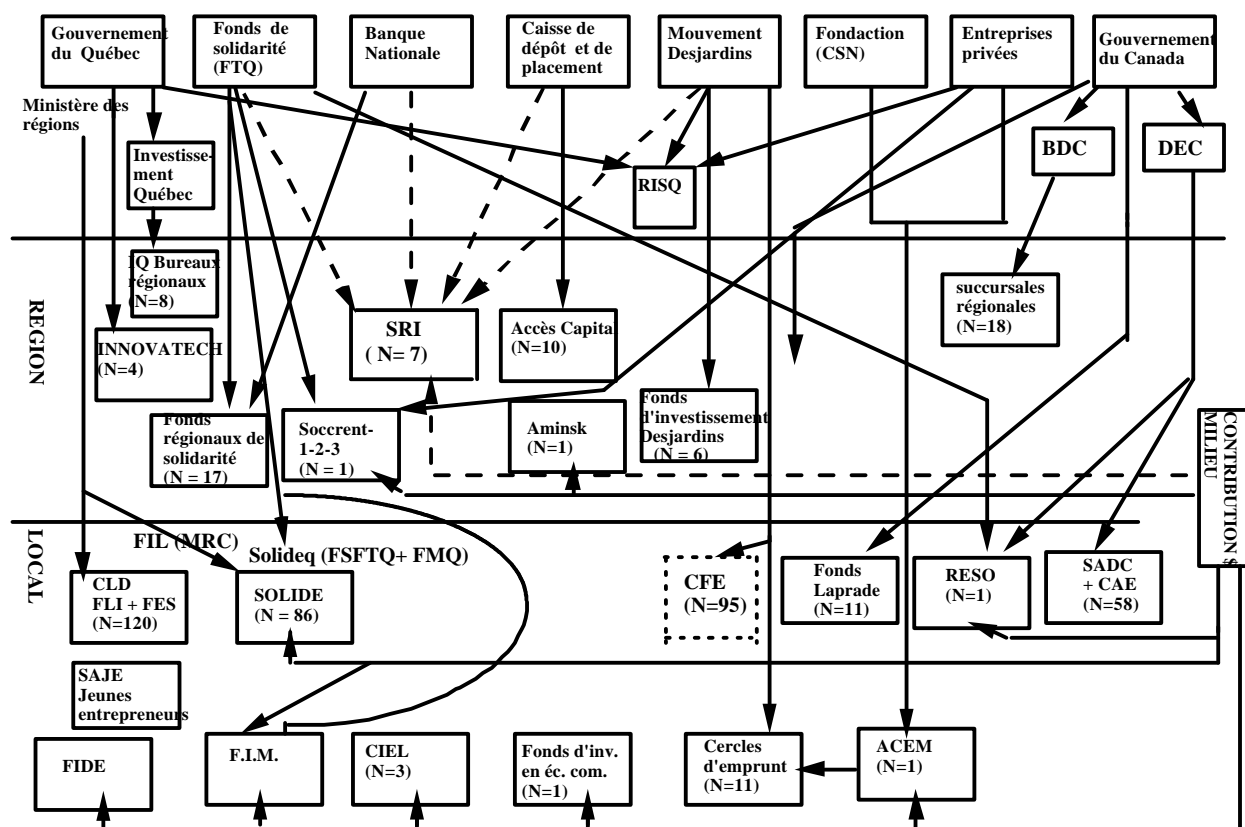 Gouvernement
du Québec
Fonds de
solidarité
(FTQ)
Banque
Nationale
Caisse de
dépôt et de
placement
Mouvement
Desjardins
Fondaction
(CSN)
Entreprises
privées
Gouvernement
du Canada
Ministère des
régions
Investisse-
ment
Québec
RISQ
BDC
DEC
REGION
IQ Bureaux
régionaux
(N=8)
INNOVATECH
(N=4)
SRI
( N= 7)
Accès Capital
(N=10)
succursales
régionales
(N=18)
Fonds
régionaux de
solidarité
(N = 17)
Soccrent-
1-2-3
(N = 1)
Aminsk
(N=1)
Fonds
d'investissement
Desjardins
(N = 6)
CONTRIBUTION $
MILIEU
LOCAL
FIL (MRC)
Solideq (FSFTQ+ FMQ)
CLD
FLI + FES
(N=120)
SOLIDE
(N = 86)
CFE
(N=95)
Fonds
Laprade
(N=11)
RESO
(N=1)
SADC
+ CAE
(N=58)
SAJE
Jeunes
entrepreneurs
FIDE
F.I.M.
CIEL
(N=3)
Fonds d'inv.
en éc. com.
(N=1)
Cercles
d'emprunt
(N=11)
ACEM
(N=1)